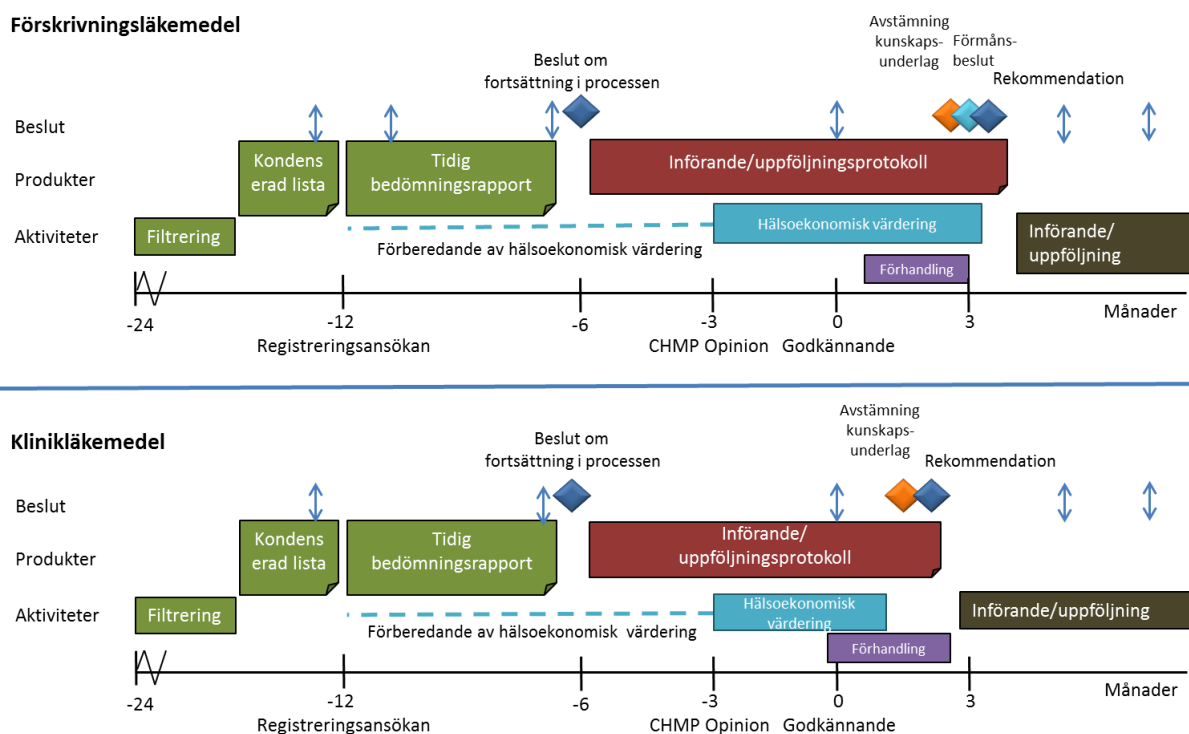 Förskrivningsläkemedel
Avstämning
kunskaps-
underlag
Förmåns-
beslut
Beslut om
fortsättning i processen
Rekommendation
Beslut
Produkter
Kondens
erad lista
Tidig
bedömningsrapport
Införande/uppföljningsprotokoll
Aktiviteter
Filtrering
Förberedande av hälsoekonomisk värdering
Hälsoekonomisk värdering
Införande/
uppföljning
Förhandling
Månader
-24
-12
-6
-3
0
3
Registreringsansökan
CHMP Opinion
Godkännande
Klinikläkemedel
Avstämning
kunskaps-
underlag
Beslut om
fortsättning i processen
Rekommendation
Beslut
Produkter
Kondens
erad lista
Tidig
bedömningsrapport
Införande/
uppföljningsprotokoll
Aktiviteter
Filtrering
Förberedande av hälsoekonomisk värdering
Hälsoekonomisk
värdering
Införande/uppföljning
Förhandling
Månader
-24
-12
-6
-3
0
3
Registreringsansökan
CHMP Opinion
Godkännande